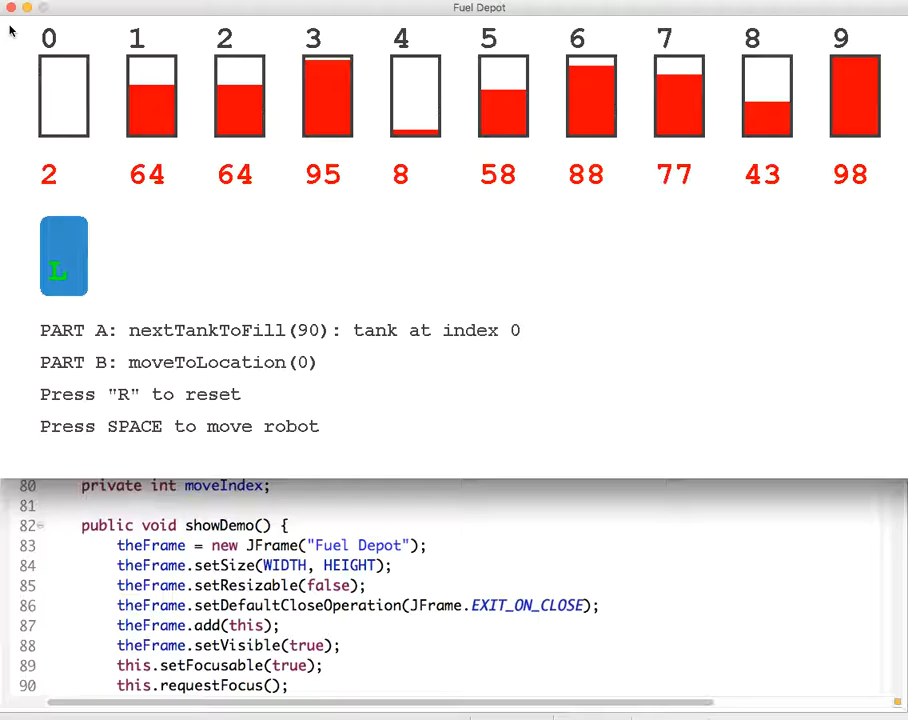 Fuel Depot
0 1 2 3 4 5 6 7 8 9
2 64 64 95 8 58 88 77 43 98
L
PART A: nextTankToFill(90): tank at index 0
PART B: moveToLocation(0)
Press "R" to reset
Press SPACE to move robot
80 private int moveIndex;
81
82 public void showDemo() {
83 theFrame = new JFrame("Fuel Depot");
84 theFrame.setSize(WIDTH, HEIGHT);
85 theFrame.setResizable(false);
86 theFrame.setDefaultCloseOperation(JFrame.EXIT_ON_CLOSE);
87 theFrame.add(this);
88 theFrame.setVisible(true);
89 this.setFocusable(true);
90 this.requestFocus();